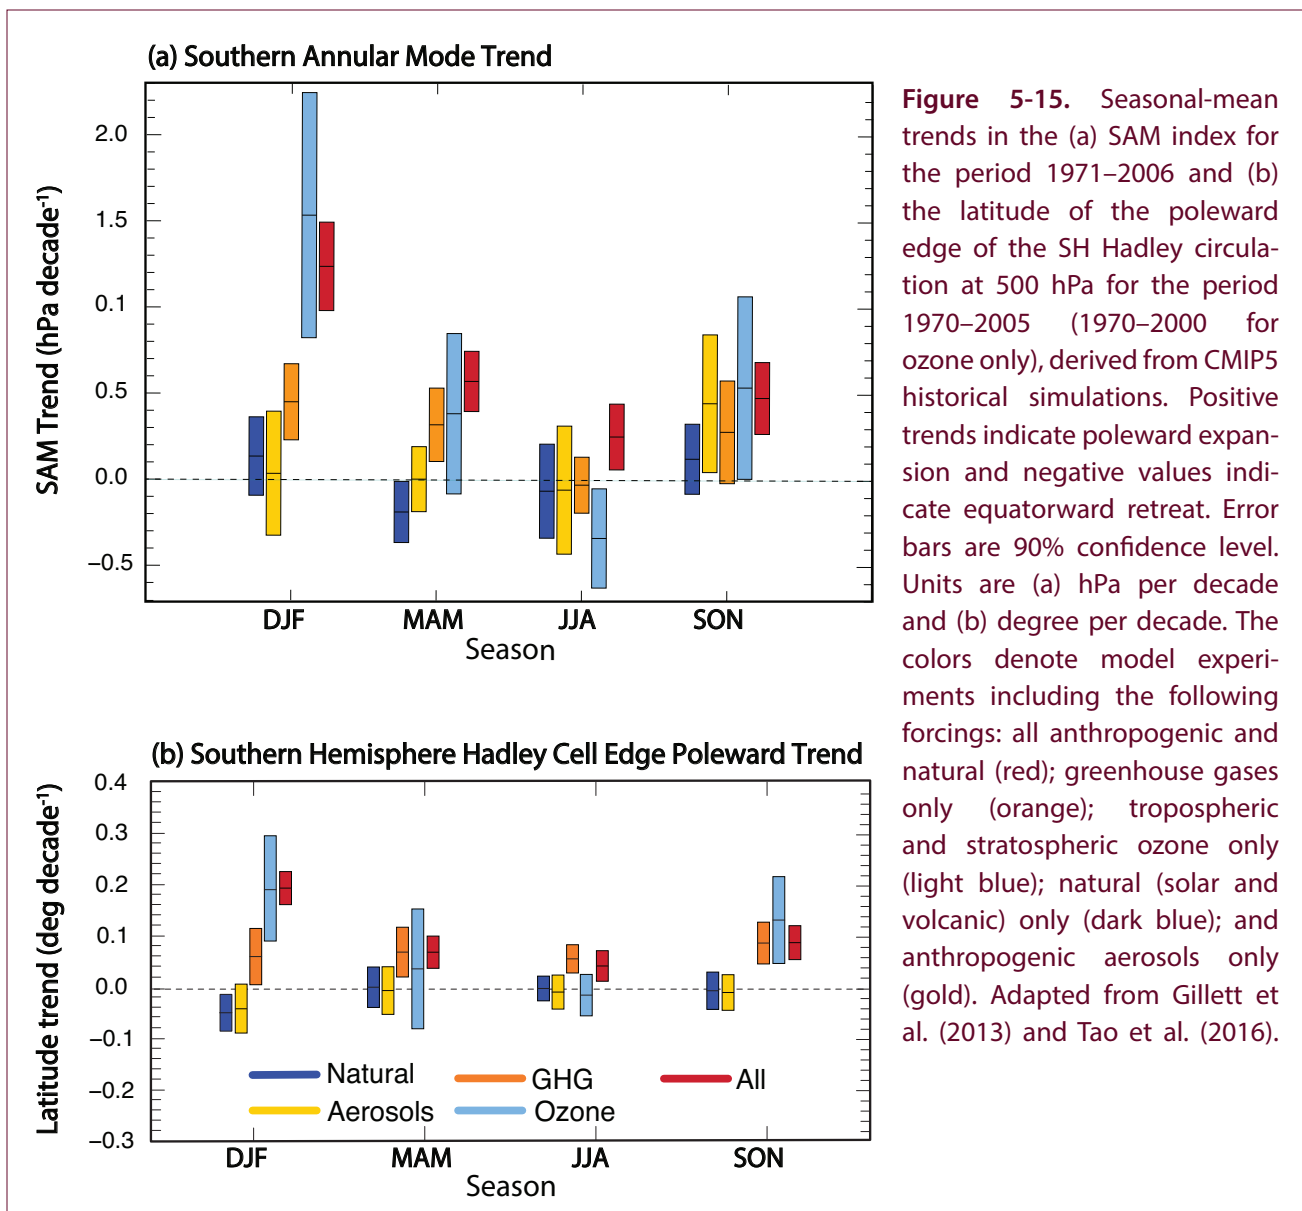 (a) Southern Annular Mode Trend
2.0
1.5
0.1
0.5
0.0
−0.5
SAM Trend (hPa decade-1)
DJF MAM JJA SON
Season
(b) Southern Hemisphere Hadley Cell Edge Poleward Trend
0.4
0.3
0.2
0.1
0.0
−0.1
−0.2
−0.3
Latitude trend (deg decade-1)
Natural GHG All
Aerosols Ozone
DJF MAM JJA SON
Season
Figure 5-15. Seasonal-mean
trends in the (a) SAM index for
the period 1971–2006 and (b)
the latitude of the poleward
edge of the SH Hadley circula-
tion at 500 hPa for the period
1970–2005 (1970–2000 for
ozone only), derived from CMIP5
historical simulations. Positive
trends indicate poleward expan-
sion and negative values indi-
cate equatorward retreat. Error
bars are 90% confidence level.
Units are (a) hPa per decade
and (b) degree per decade. The
colors denote model experi-
ments including the following
forcings: all anthropogenic and
natural (red); greenhouse gases
only (orange); tropospheric
and stratospheric ozone only
(light blue); natural (solar and
volcanic) only (dark blue); and
anthropogenic aerosols only
(gold). Adapted from Gillett et
al. (2013) and Tao et al. (2016).